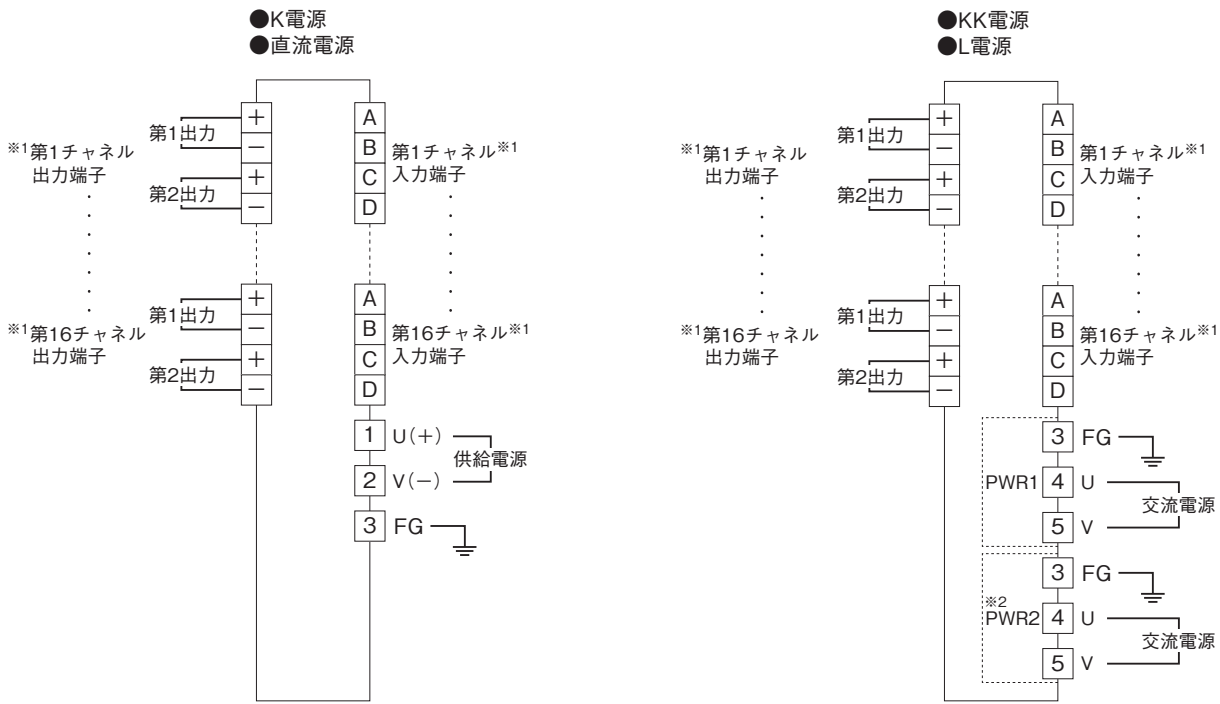 ●K電源
●直流電源
第1出力
※1第1チャネル
出力端子
第2出力
+
−
+
−
A
B
C
D
第1チャネル※1
入力端子
第1出力
※1第16チャネル
出力端子
第2出力
+
−
+
−
A
B
C
D
第16チャネル※1
入力端子
1 U(+)
供給電源
2 V(−)
3 FG
●KK電源
●L電源
第1出力
※1第1チャネル
出力端子
第2出力
+
−
+
−
A
B
C
D
第1チャネル※1
入力端子
第1出力
※1第16チャネル
出力端子
第2出力
+
−
+
−
A
B
C
D
第16チャネル※1
入力端子
3 FG
PWR1 4 U
交流電源
5 V
3 FG
※2
PWR2 4 U
交流電源
5 V